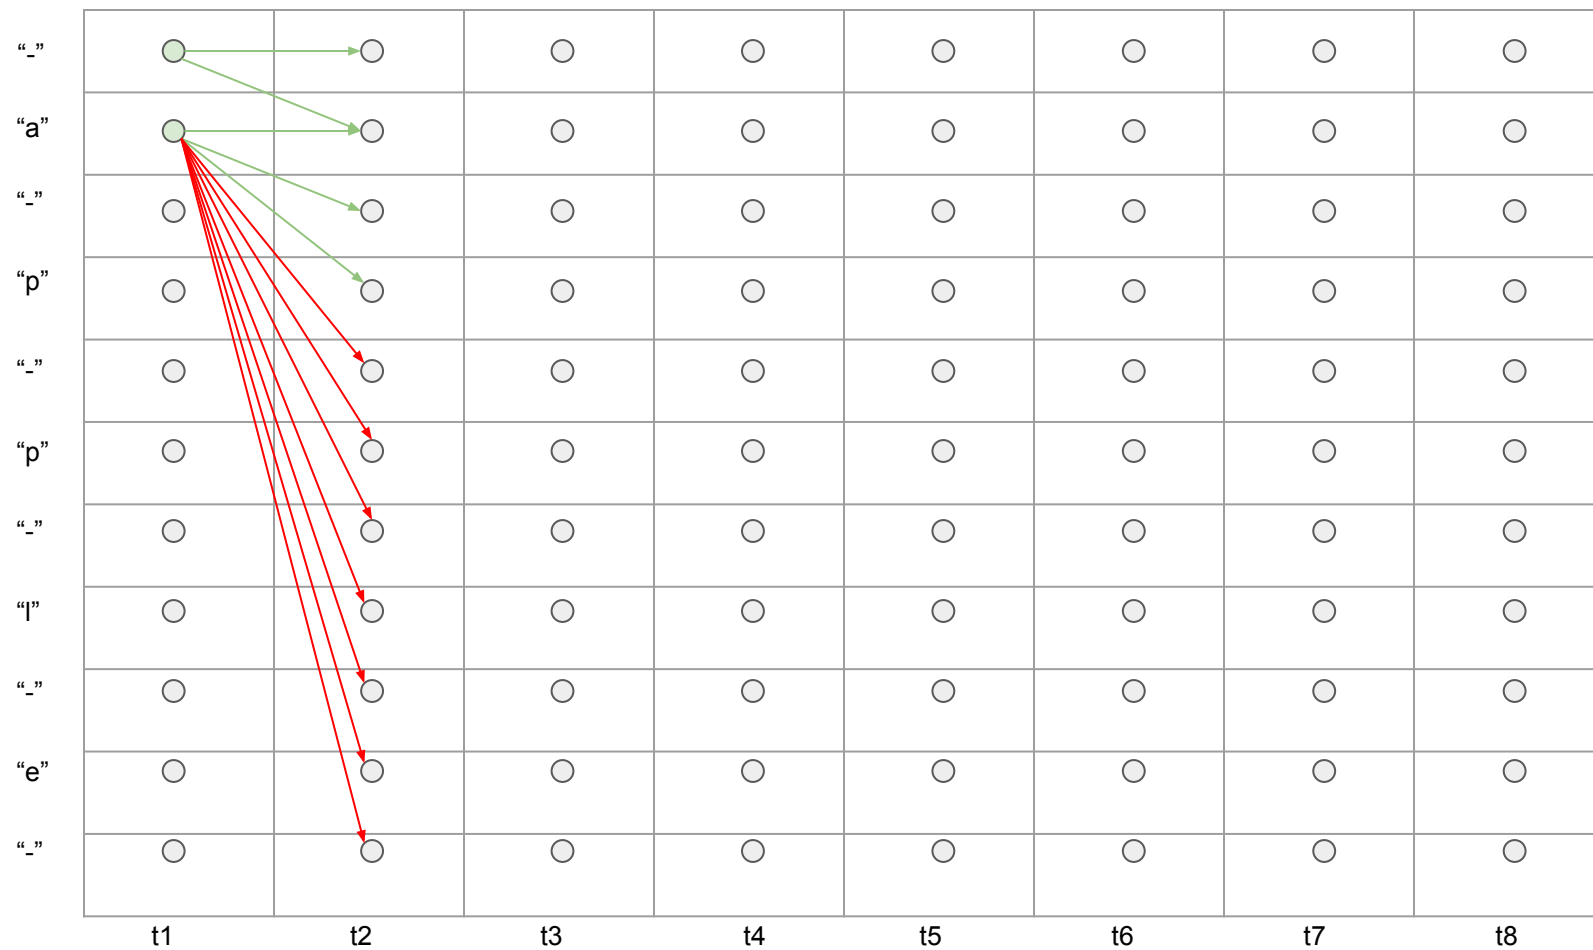 “-”
“a”
“-”
“p”
“-”
“p”
“-”
“l”
“-”
“e”
“-”
t1 t2 t3 t4 t5 t6 t7 t8